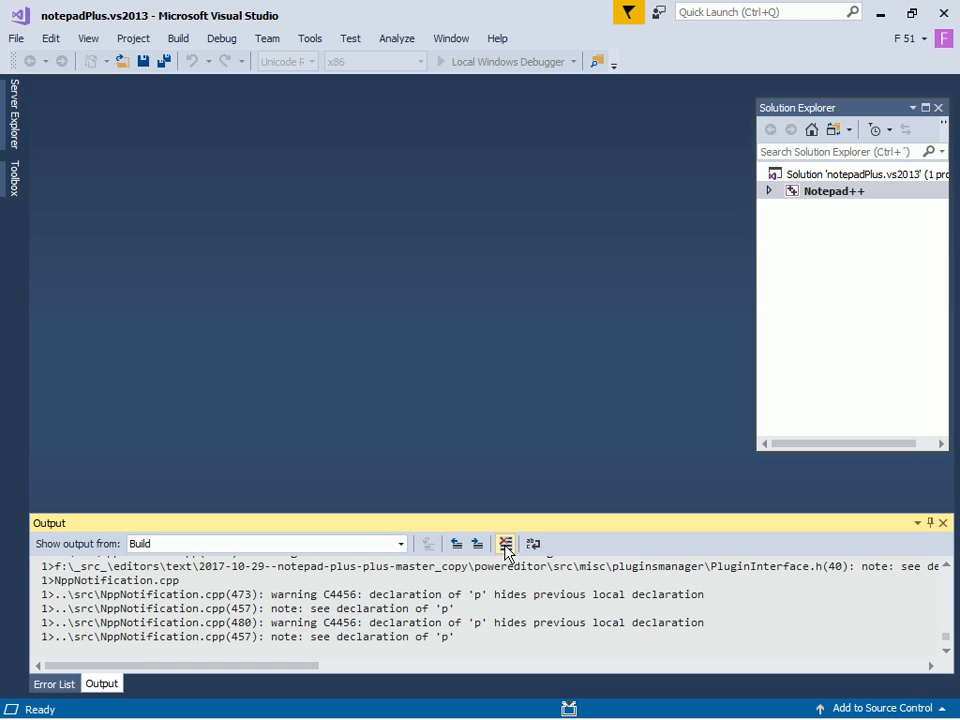 notepadPlus.vs2013 - Microsoft Visual Studio
Quick Launch (Ctrl+Q)
File Edit View Project Build Debug Team Tools Test Analyze Window Help
F 51
F
Unicode R
x86
Local Windows Debugger
Server Explorer
Toolbox
Solution Explorer
Search Solution Explorer (Ctrl+´)
Solution 'notepadPlus.vs2013' (1 pro
Notepad++
Output
Show output from: Build
1>f:\_src_\editors\text\2017-10-29--notepad-plus-plus-master_copy\powereditor\src\misc\pluginsmanager\PluginInterface.h(40): note: see de
1>NppNotification.cpp
1>..\src\NppNotification.cpp(473): warning C4456: declaration of 'p' hides previous local declaration
1>..\src\NppNotification.cpp(457): note: see declaration of 'p'
1>..\src\NppNotification.cpp(480): warning C4456: declaration of 'p' hides previous local declaration
1>..\src\NppNotification.cpp(457): note: see declaration of 'p'
Error List Output
Ready
Add to Source Control